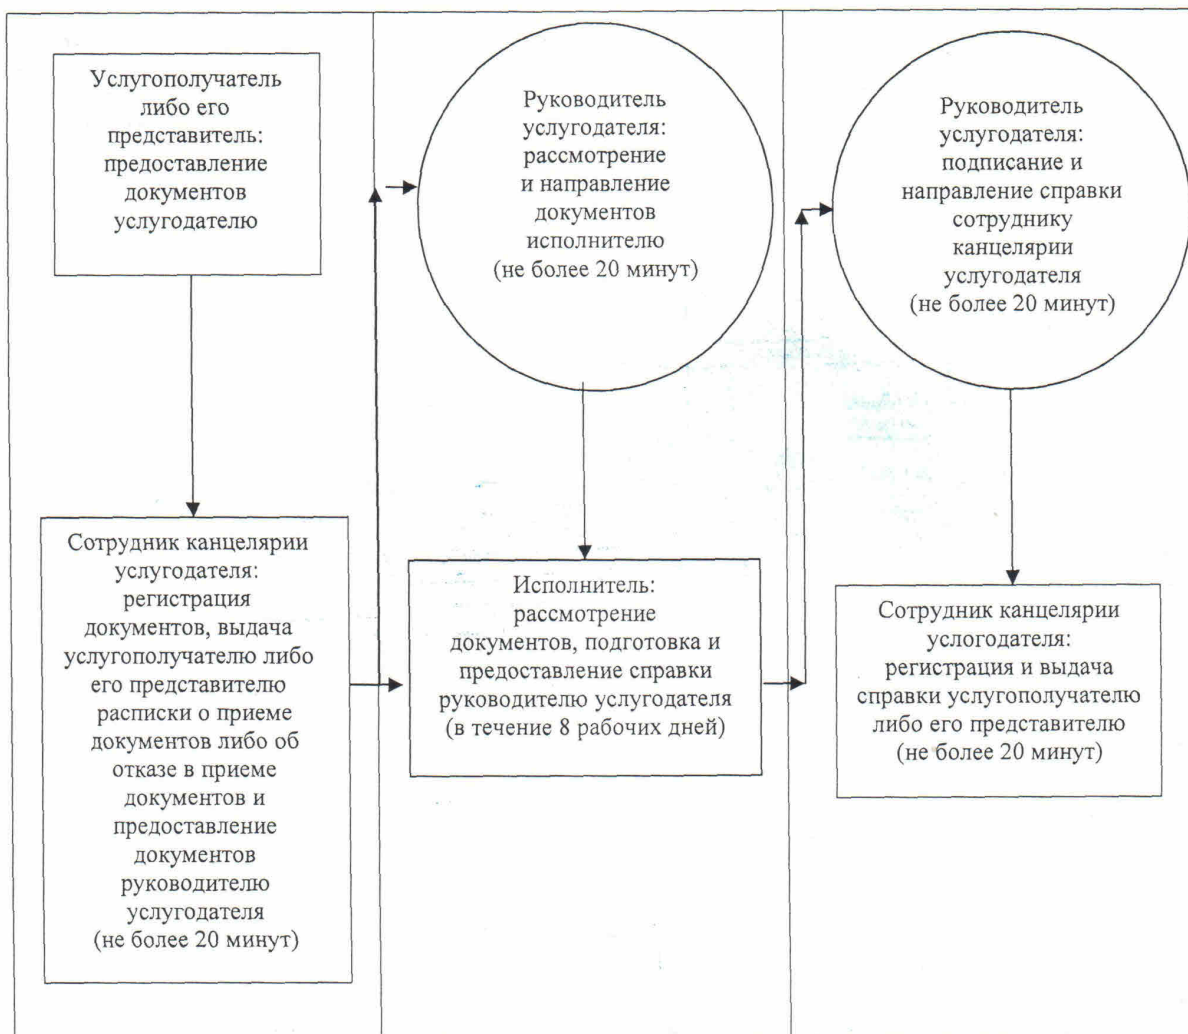 Услугополучатель
либо его
представитель:
предоставление
документов
услугодателю
Сотрудник канцелярии
услугодателя:
регистрация
документов, выдача
услугополучателю либо
его представителю
расписки о приеме
документов либо об
отказе в приеме
документов и
предоставление
документов
руководителю
услугодателя
(не более 20 минут)
Руководитель
услугодателя:
рассмотрение
и направление
документов
исполнителю
(не более 20 минут)
Исполнитель:
рассмотрение
документов, подготовка и
предоставление справки
руководителю услугодателя
(в течение 8 рабочих дней)
Руководитель
услугодателя:
подписание и
направление справки
сотруднику
канцелярии
услугодателя
(не более 20 минут)
Сотрудник канцелярии
услогодателя:
регистрация и выдача
справки услугополучателю
либо его представителю
(не более 20 минут)